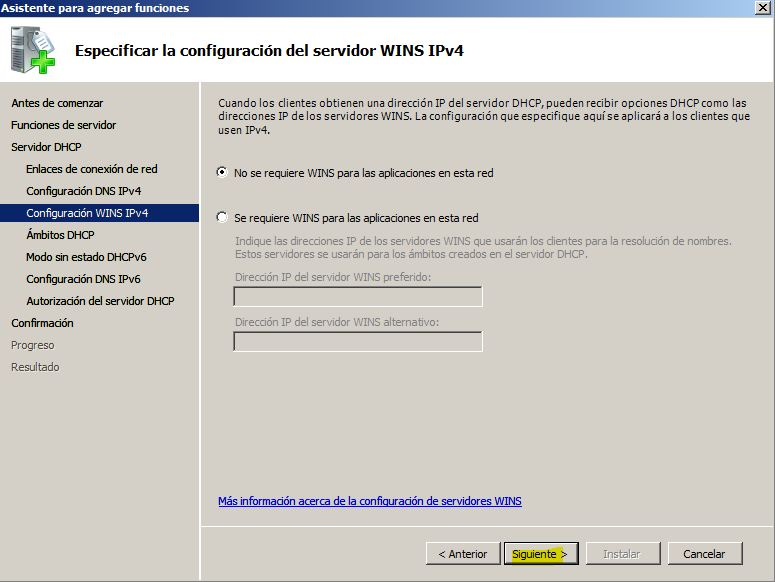 Asistente para agregar funciones
Especificar la configuración del servidor WINS IPv4
Antes de comenzar
Funciones de servidor
Servidor DHCP
Enlaces de conexión de red
Configuración DNS IPv4
Configuración WINS IPv4
Ámbitos DHCP
Modo sin estado DHCPv6
Configuración DNS IPv6
Autorización del servidor DHCP
Confirmación
Progreso
Resultado
Cuando los clientes obtienen una dirección IP del servidor DHCP, pueden recibir opciones DHCP como las
direcciones IP de los servidores WINS. La configuración que especifique aquí se aplicará a los clientes que
usen IPv4.
No se requiere WINS para las aplicaciones en esta red
Se requiere WINS para las aplicaciones en esta red
Indique las direcciones IP de los servidores WINS que usarán los clientes para la resolución de nombres.
Estos servidores se usarán para los ámbitos creados en el servidor DHCP.
Dirección IP del servidor WINS preferido:
Dirección IP del servidor WINS alternativo:
Más información acerca de la configuración de servidores WINS
< Anterior
Siguiente >
Instalar
Cancelar